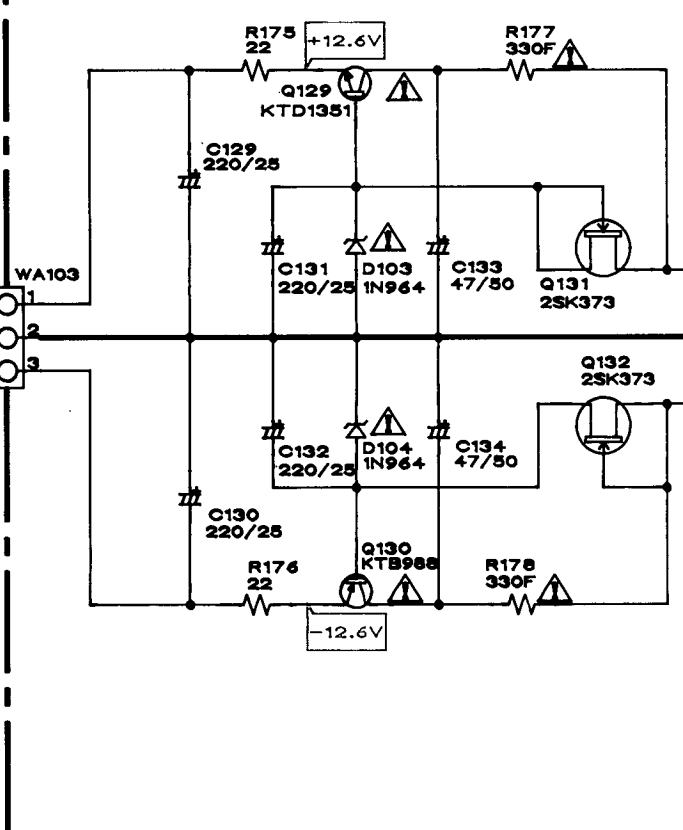 R175
22
+12.6V
R177
330F
Q129
KTD1351
C129
220/25
WA103
1
2
3
C131
220/25
D103
1N964
C133
47/50
Q131
2SK373
Q132
2SK373
C132
220/25
D104
1N964
C134
47/50
C130
220/25
Q130
KTB988
R176
22
R178
330F
-12.6V